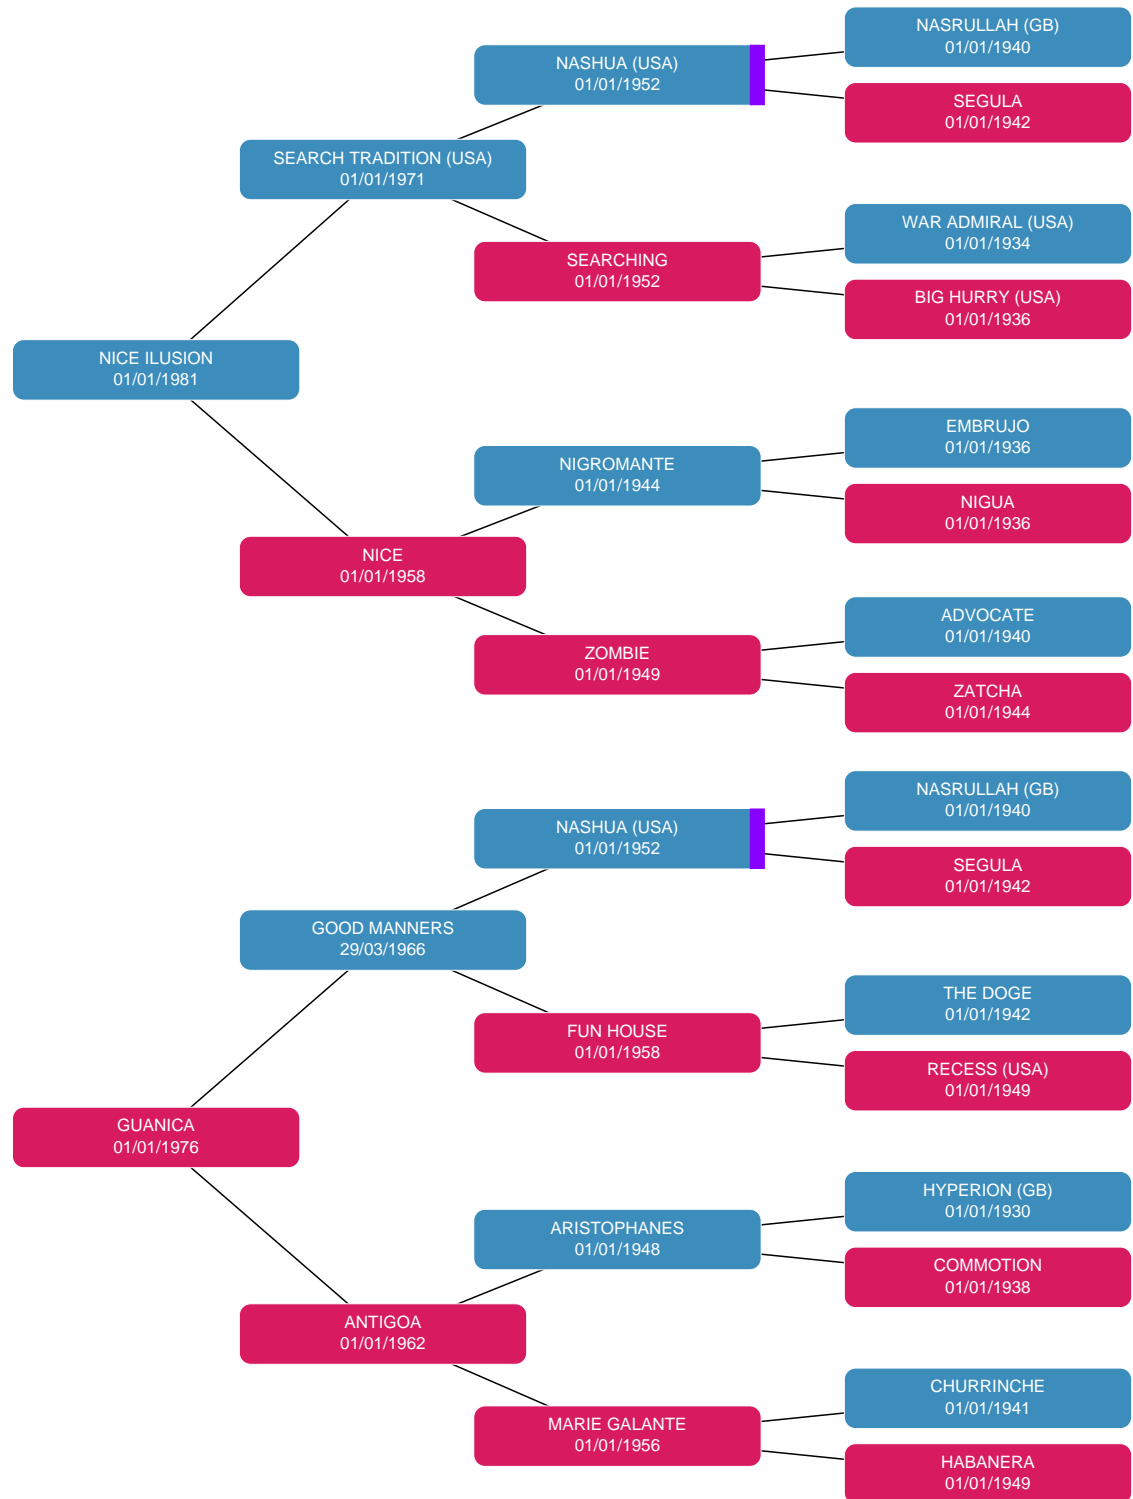 NASRULLAH (GB)
01/01/1940
NASHUA (USA)
01/01/1952
SEGULA
01/01/1942
SEARCH TRADITION (USA)
01/01/1971
WAR ADMIRAL (USA)
01/01/1934
SEARCHING
01/01/1952
BIG HURRY (USA)
01/01/1936
NICE ILUSION
01/01/1981
EMBRUJO
01/01/1936
NIGROMANTE
01/01/1944
NIGUA
01/01/1936
NICE
01/01/1958
ADVOCATE
01/01/1940
ZOMBIE
01/01/1949
ZATCHA
01/01/1944
NASRULLAH (GB)
01/01/1940
NASHUA (USA)
01/01/1952
SEGULA
01/01/1942
GOOD MANNERS
29/03/1966
THE DOGE
01/01/1942
FUN HOUSE
01/01/1958
RECESS (USA)
01/01/1949
GUANICA
01/01/1976
HYPERION (GB)
01/01/1930
ARISTOPHANES
01/01/1948
COMMOTION
01/01/1938
ANTIGOA
01/01/1962
CHURRINCHE
01/01/1941
MARIE GALANTE
01/01/1956
HABANERA
01/01/1949